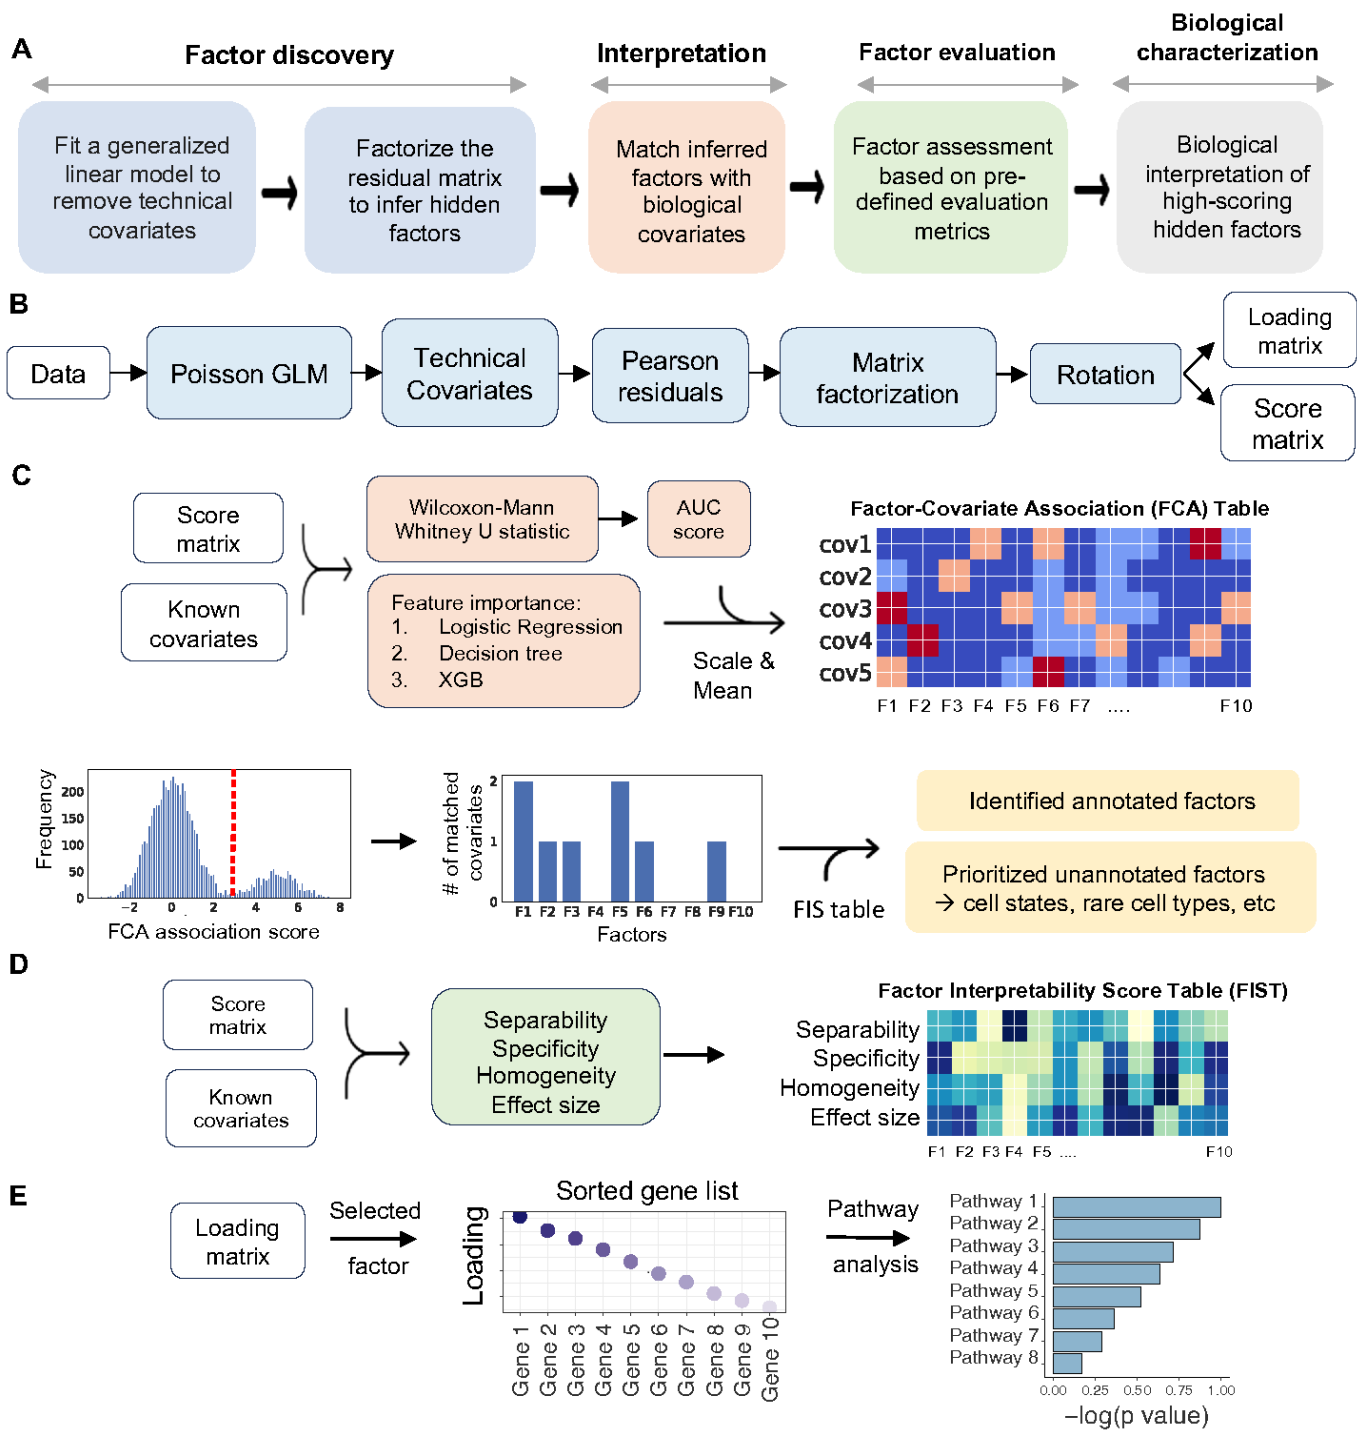 A
Factor discovery
Interpretation
Factor evaluation
Biological
characterization
Fit a generalized
linear model to
remove technical
covariates
Factorize the
residual matrix
to infer hidden
factors
Match inferred
factors with
biological
covariates
Factor assessment
based on pre-
defined evaluation
metrics
Biological
interpretation of
high-scoring
hidden factors
B
Data
Poisson GLM
Technical
Covariates
Pearson
residuals
Matrix
factorization
Rotation
Loading
matrix
Score
matrix
C
Score
matrix
Known
covariates
Wilcoxon-Mann
Whitney U statistic
AUC
score
Feature importance:
1. Logistic Regression
2. Decision tree
3. XGB
Scale &
Mean
Factor-Covariate Association (FCA) Table
cov1
cov2
cov3
cov4
cov5
F1 F2 F3 F4 F5 F6 F7 .... F10
Frequency
200
150
100
50
0
−2 0 2 4 6 8
FCA association score
# of matched
covariates
2
1
0
F1 F2 F3 F4 F5 F6 F7 F8 F9 F10
Factors
FIS table
Identified annotated factors
Prioritized unannotated factors
→ cell states, rare cell types, etc
D
Score
matrix
Known
covariates
Separability
Specificity
Homogeneity
Effect size
Factor Interpretability Score Table (FIST)
Separability
Specificity
Homogeneity
Effect size
F1 F2 F3 F4 F5 .... F10
E
Loading
matrix
Selected
factor
Sorted gene list
Loading
Gene 1
Gene 2
Gene 3
Gene 4
Gene 5
Gene 6
Gene 7
Gene 8
Gene 9
Gene 10
Pathway
analysis
Pathway 1
Pathway 2
Pathway 3
Pathway 4
Pathway 5
Pathway 6
Pathway 7
Pathway 8
0.00 0.25 0.50 0.75 1.00
−log(p value)